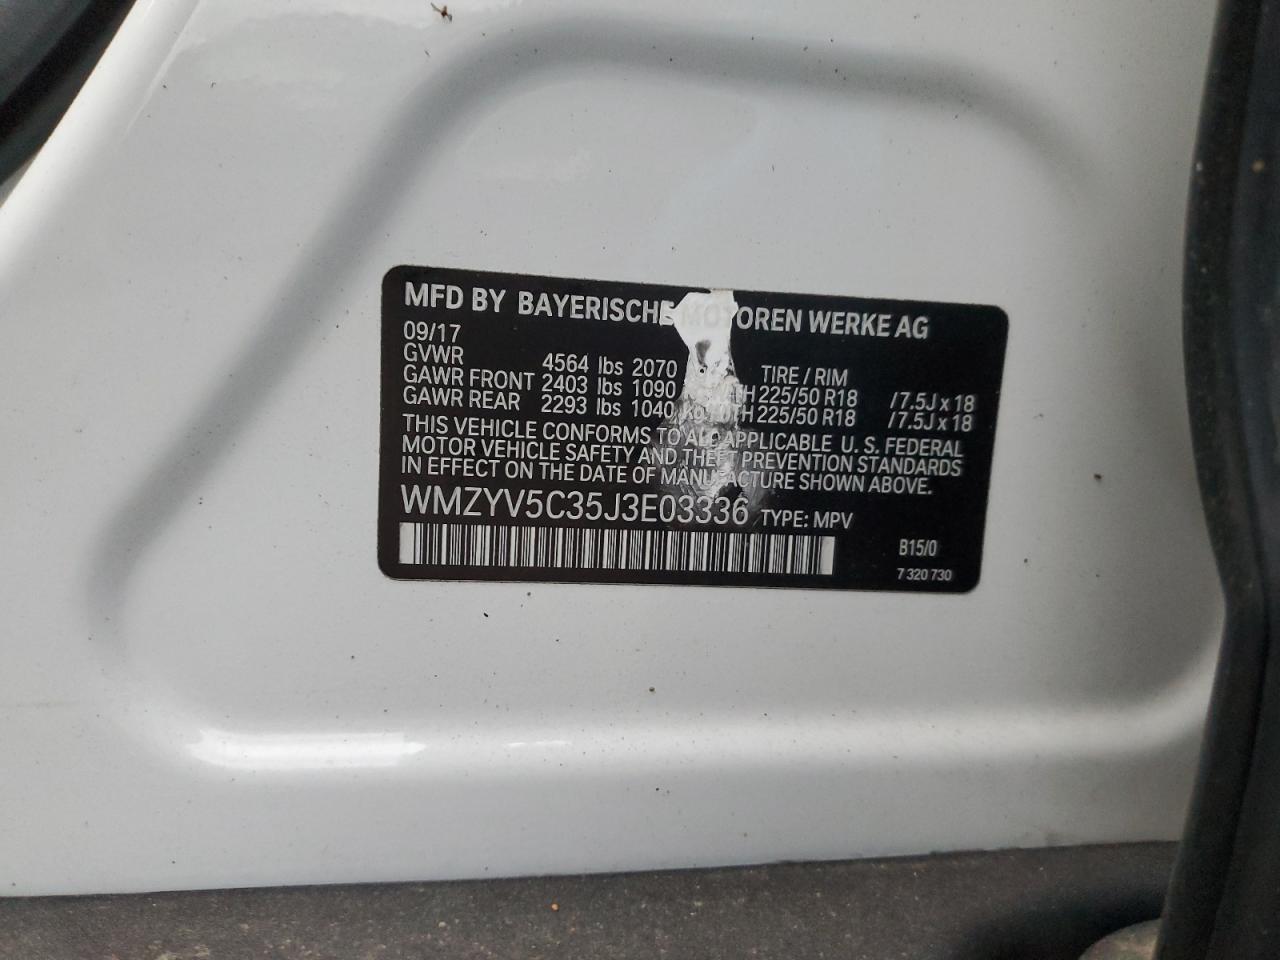 MFD BY BAYERISCHE MOTOREN WERKE AG
09/17
GVWR 4564 lbs 2070 TIRE / RIM
GAWR FRONT 2403 lbs 1090 225/50 R18 /7.5J x 18
GAWR REAR 2293 lbs 1040 225/50 R18 /7.5J x 18
THIS VEHICLE CONFORMS TO ALL APPLICABLE U. S. FEDERAL
MOTOR VEHICLE SAFETY AND THEFT PREVENTION STANDARDS
IN EFFECT ON THE DATE OF MANUFACTURE SHOWN ABOVE.
WMZYV5C35J3E03336 TYPE: MPV
B15/0
7 320 730